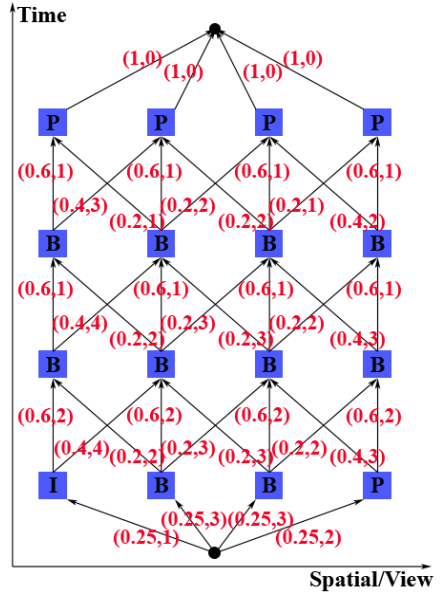 Time
(1,0)
(1,0) (1,0) (1,0)
P P P P
(0.6,1) (0.6,1) (0.6,1) (0.6,1)
(0.4,3) (0.2,1) (0.2,2) (0.2,2) (0.2,1) (0.4,2)
B B B B
(0.6,1) (0.6,1) (0.6,1) (0.6,1)
(0.4,4) (0.2,2) (0.2,3) (0.2,3) (0.2,2) (0.4,3)
B B B B
(0.6,2) (0.6,2) (0.6,2) (0.6,2)
(0.4,4) (0.2,2) (0.2,3) (0.2,3) (0.2,2) (0.4,3)
I B B P
(0.25,3) (0.25,3)
(0.25,1) (0.25,2)
Spatial/View